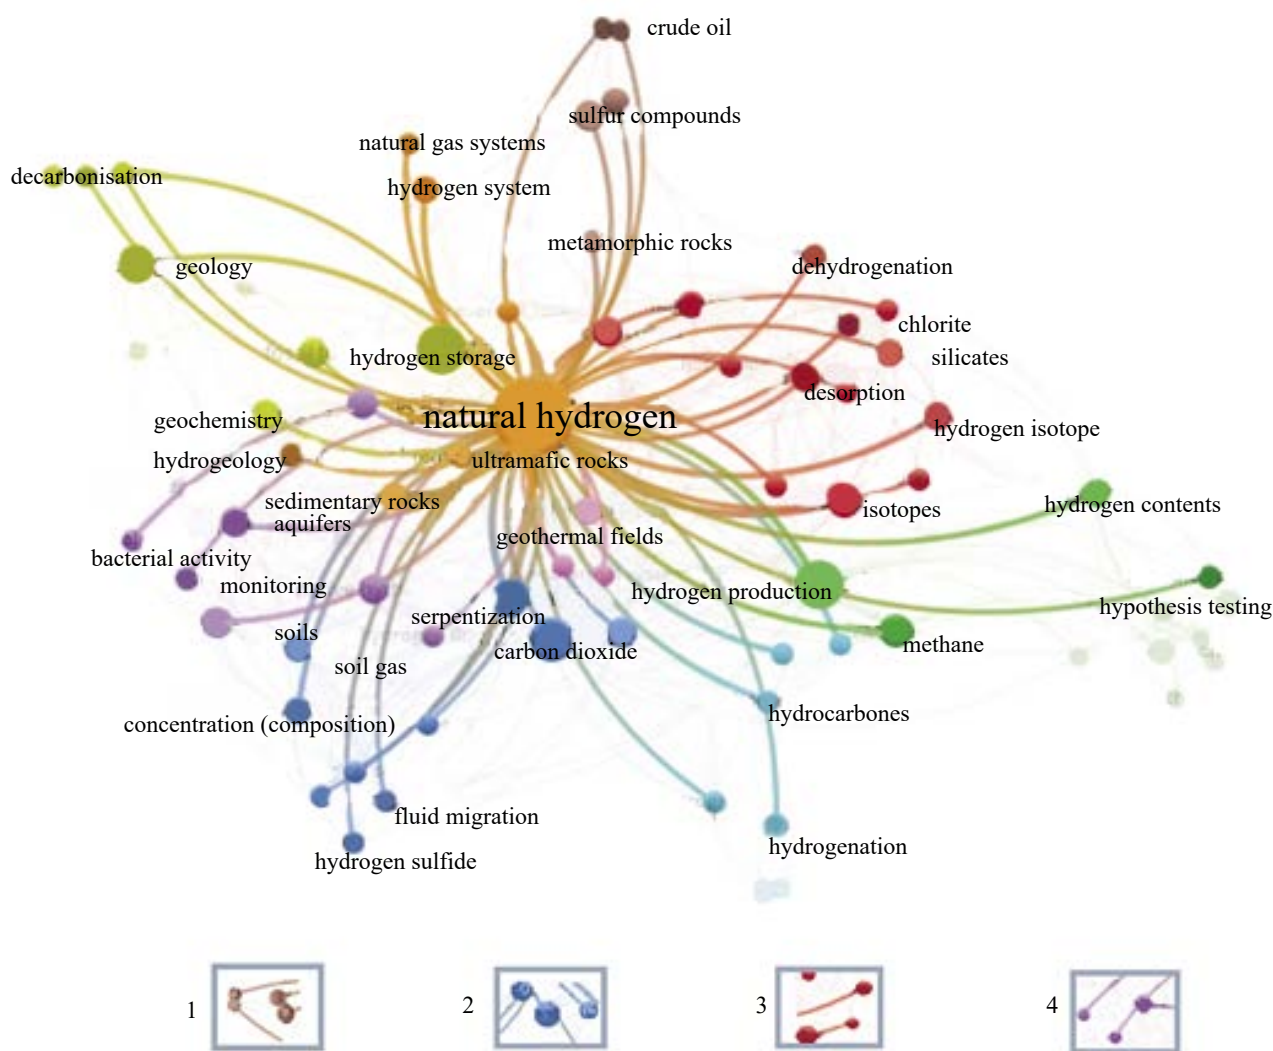 crude oil
sulfur compounds
natural gas systems
decarbonisation
hydrogen system
metamorphic rocks
dehydrogenation
geology
chlorite
hydrogen storage
silicates
desorption
natural hydrogen
geochemistry
hydrogen isotope
hydrogeology
ultramafic rocks
sedimentary rocks
hydrogen contents
isotopes
aquifers
geothermal fields
bacterial activity
monitoring
hydrogen production
hypothesis testing
serpentization
soils
methane
carbon dioxide
soil gas
hydrocarbones
concentration (composition)
fluid migration
hydrogenation
hydrogen sulfide
1
2
3
4